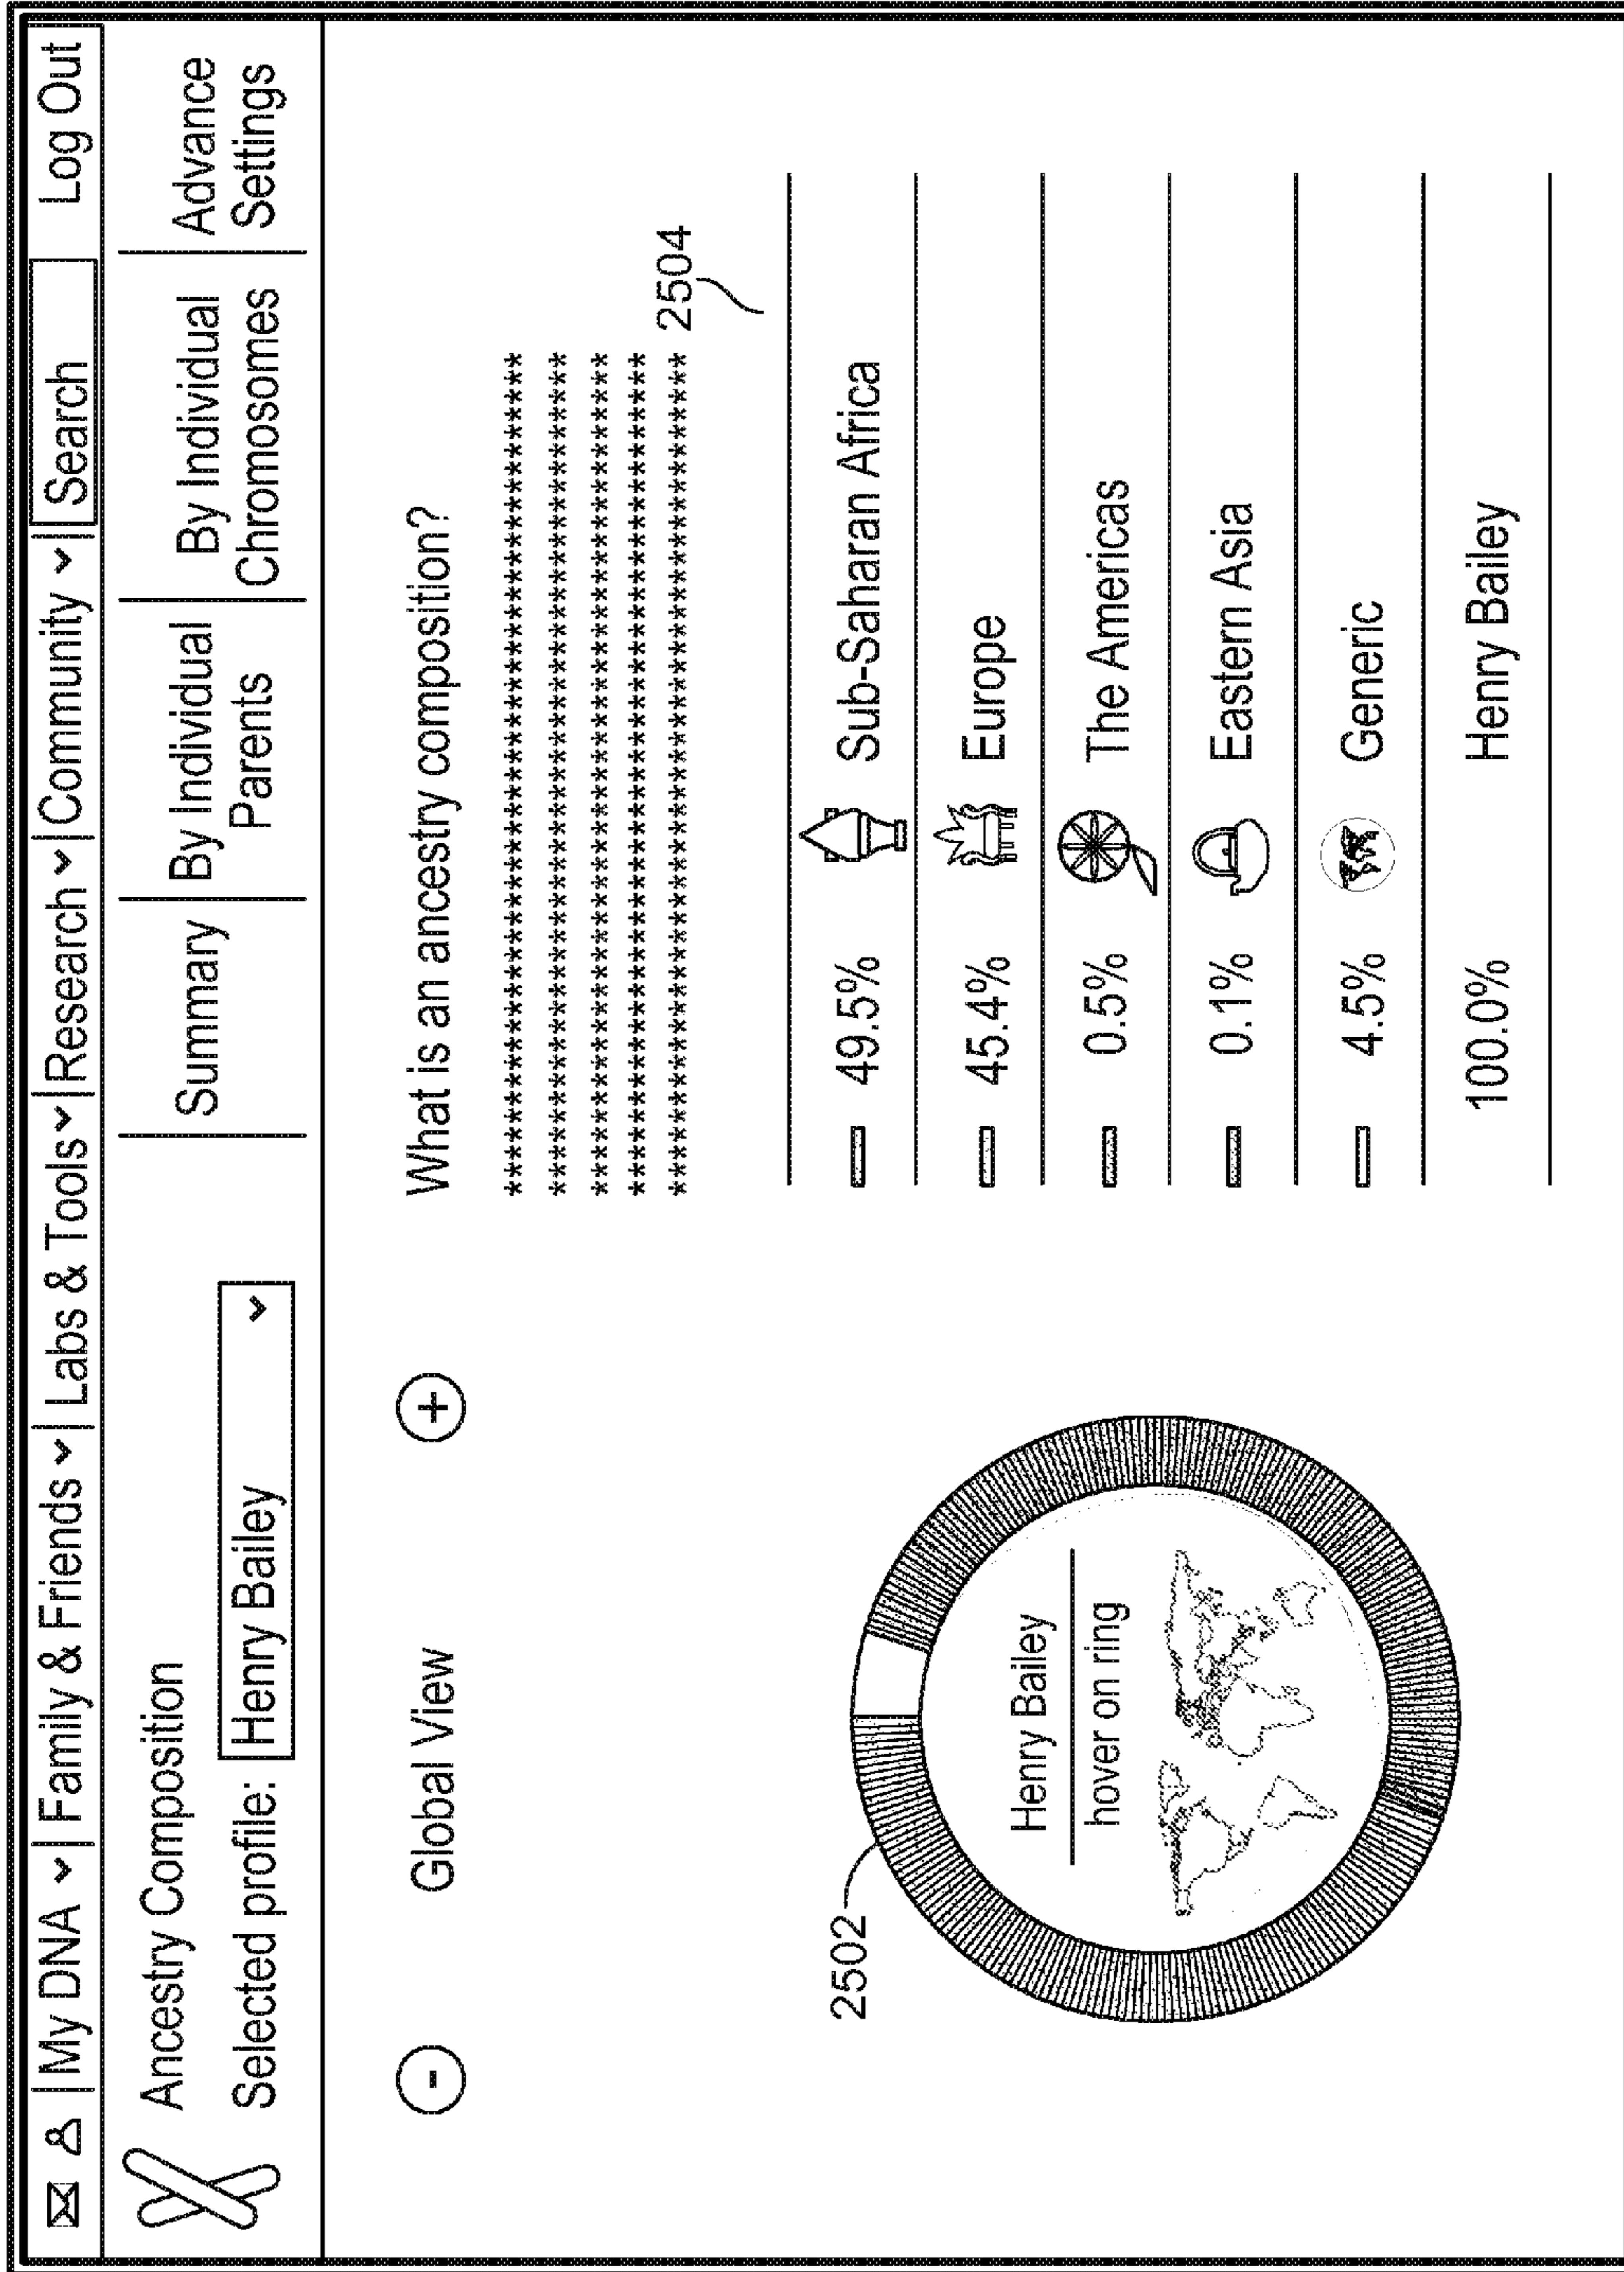 My DNA | Family & Friends | Labs & Tools | Research | Community | Search Log Out
Ancestry Composition
Selected profile: Henry Bailey
Summary
By Individual
Parents
By Individual
Chromosomes
Advance
Settings
- Global View +
2502
Henry Bailey
hover on ring
What is an ancestry composition?
****************************************************************
****************************************************************
****************************************************************
****************************************************************
****************************************************************
2504
49.5% Sub-Saharan Africa
45.4% Europe
0.5% The Americas
0.1% Eastern Asia
4.5% Generic
100.0% Henry Bailey